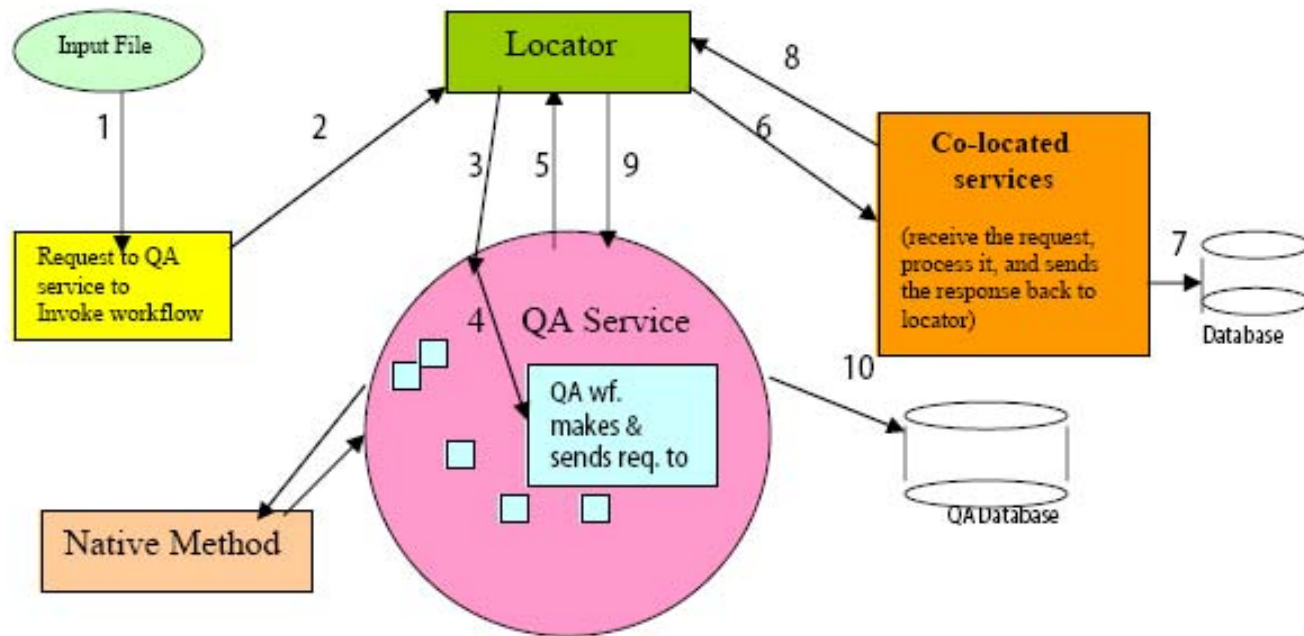 Input File
Locator
1
2
3
5
9
6
8
Request to QA
service to
Invoke workflow
Co-located
services
(receive the request,
process it, and sends
the response back to
locator)
7
Database
4
QA Service
QA wf.
makes &
sends req. to
10
QA Database
Native Method